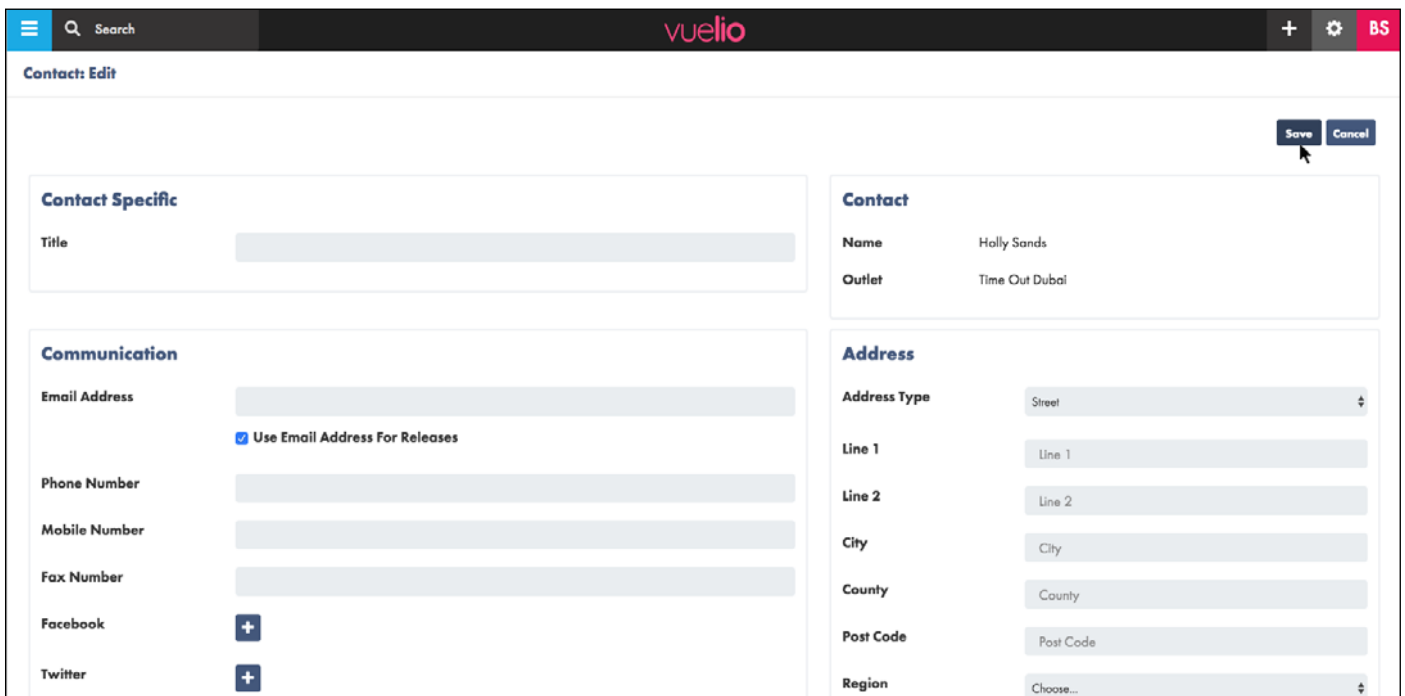 Search
vuelio
BS
Contact: Edit
Save Cancel
Contact Specific
Title
Contact
Name Holly Sands
Outlet Time Out Dubai
Communication
Email Address
Use Email Address For Releases
Phone Number
Mobile Number
Fax Number
Facebook
Twitter
Address
Address Type Street
Line 1 Line 1
Line 2 Line 2
City City
County County
Post Code Post Code
Region Choose...